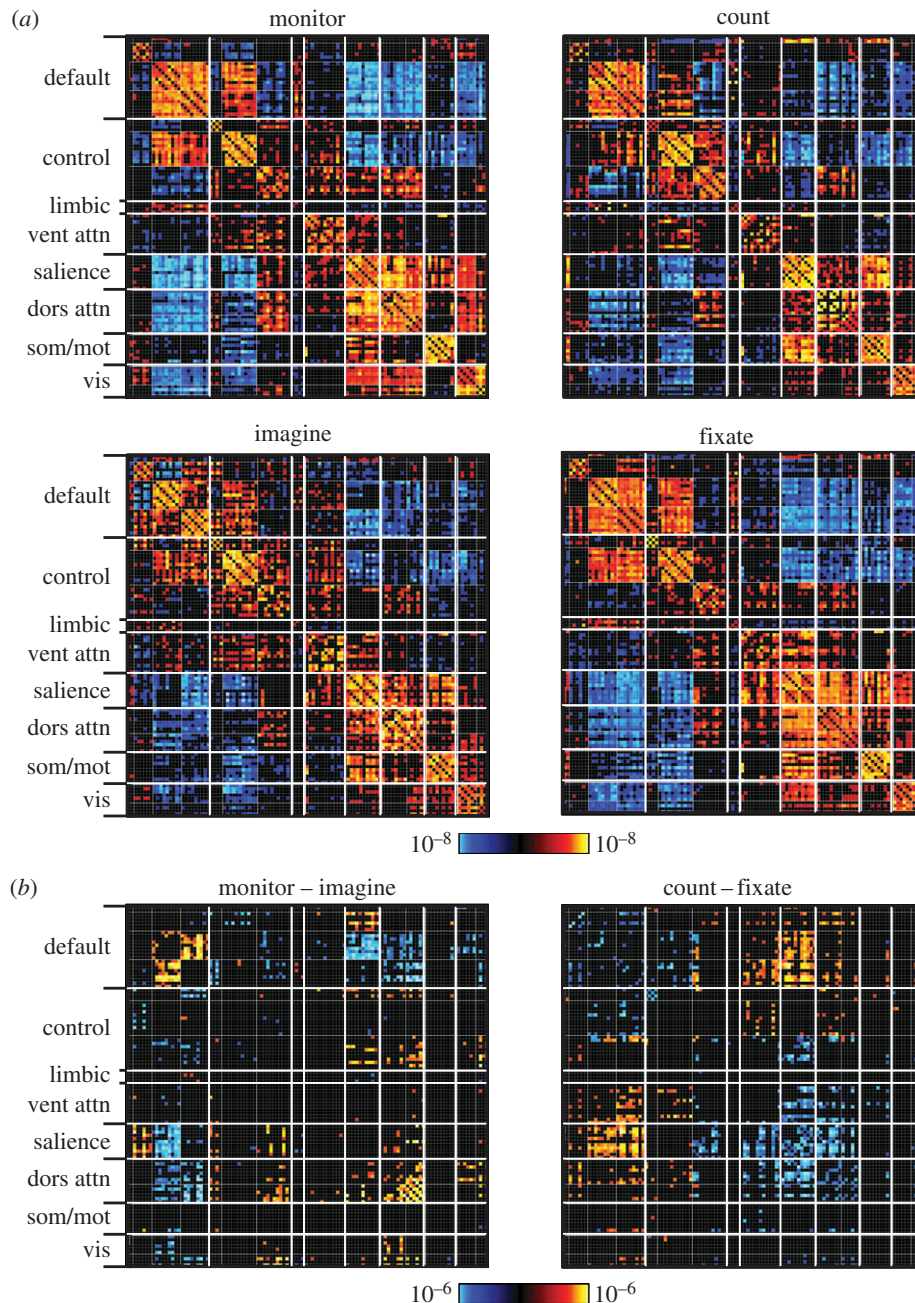 (a)
monitor
count
default
control
limbic
vent attn
salience
dors attn
som/mot
vis
imagine
fixate
default
control
limbic
vent attn
salience
dors attn
som/mot
vis
10–8 10–8
(b)
monitor – imagine
count – fixate
default
control
limbic
vent attn
salience
dors attn
som/mot
vis
10–6 10–6